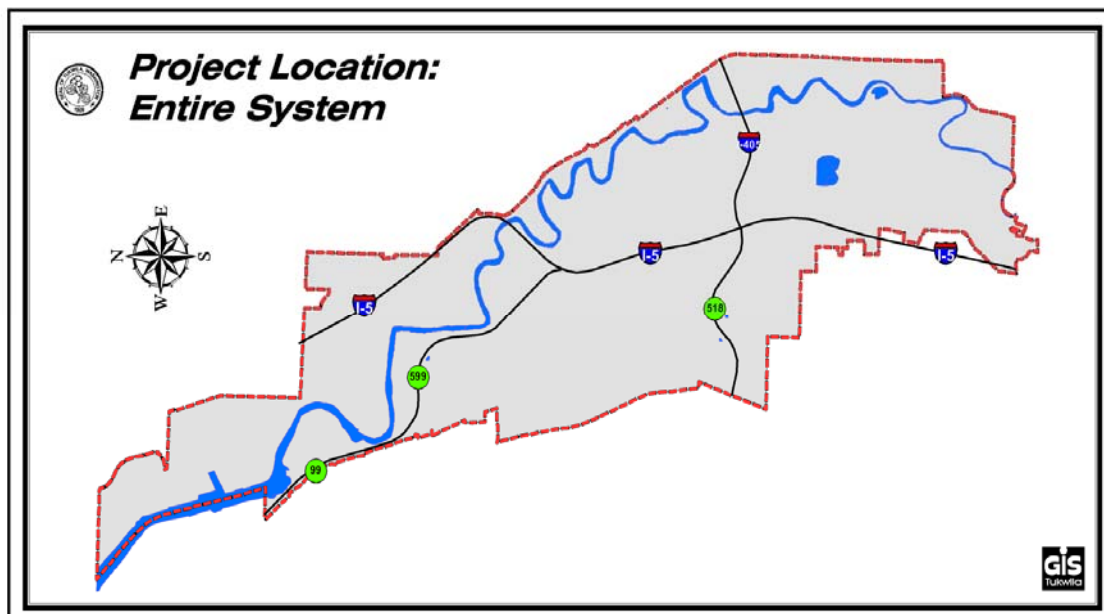 Project Location:
Entire System
I-405
E
N
S
W
I-5
I-5
I-5
518
599
99
GIS
Tukwila